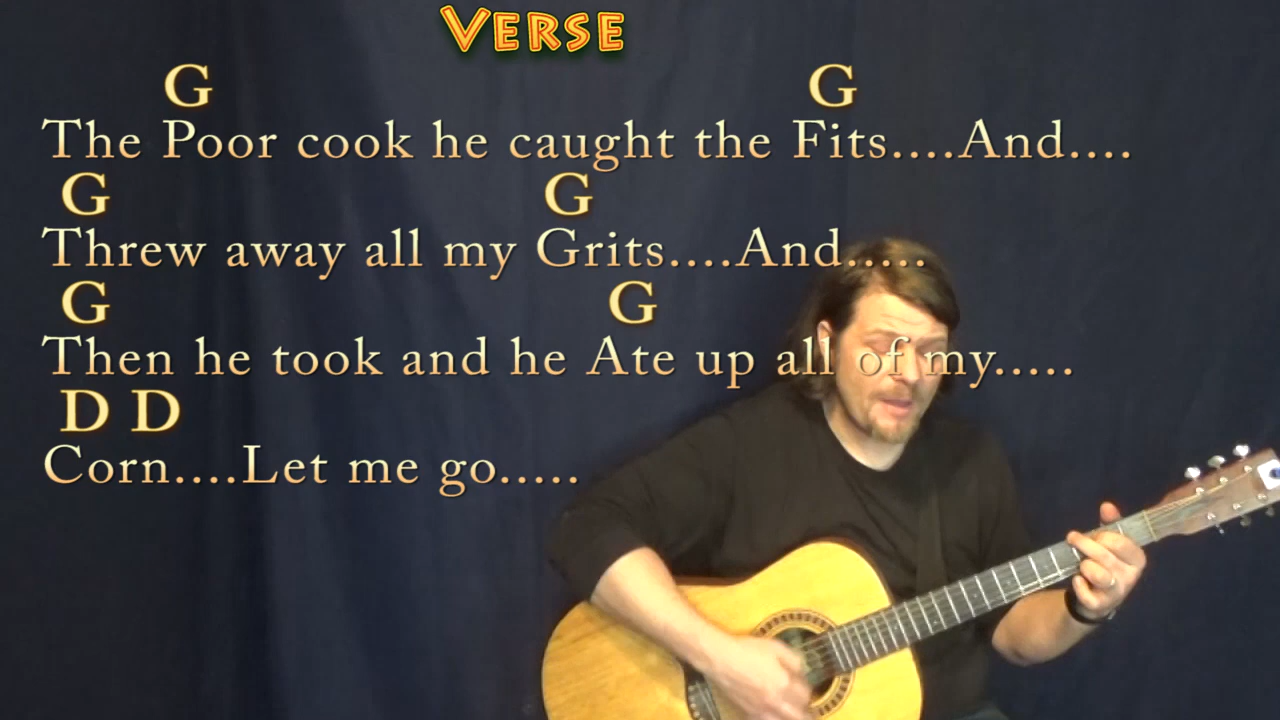 VERSE
G G
The Poor cook he caught the Fits....And....
G G
Threw away all my Grits....And.....
G G
Then he took and he Ate up all of my.....
D D
Corn....Let me go.....